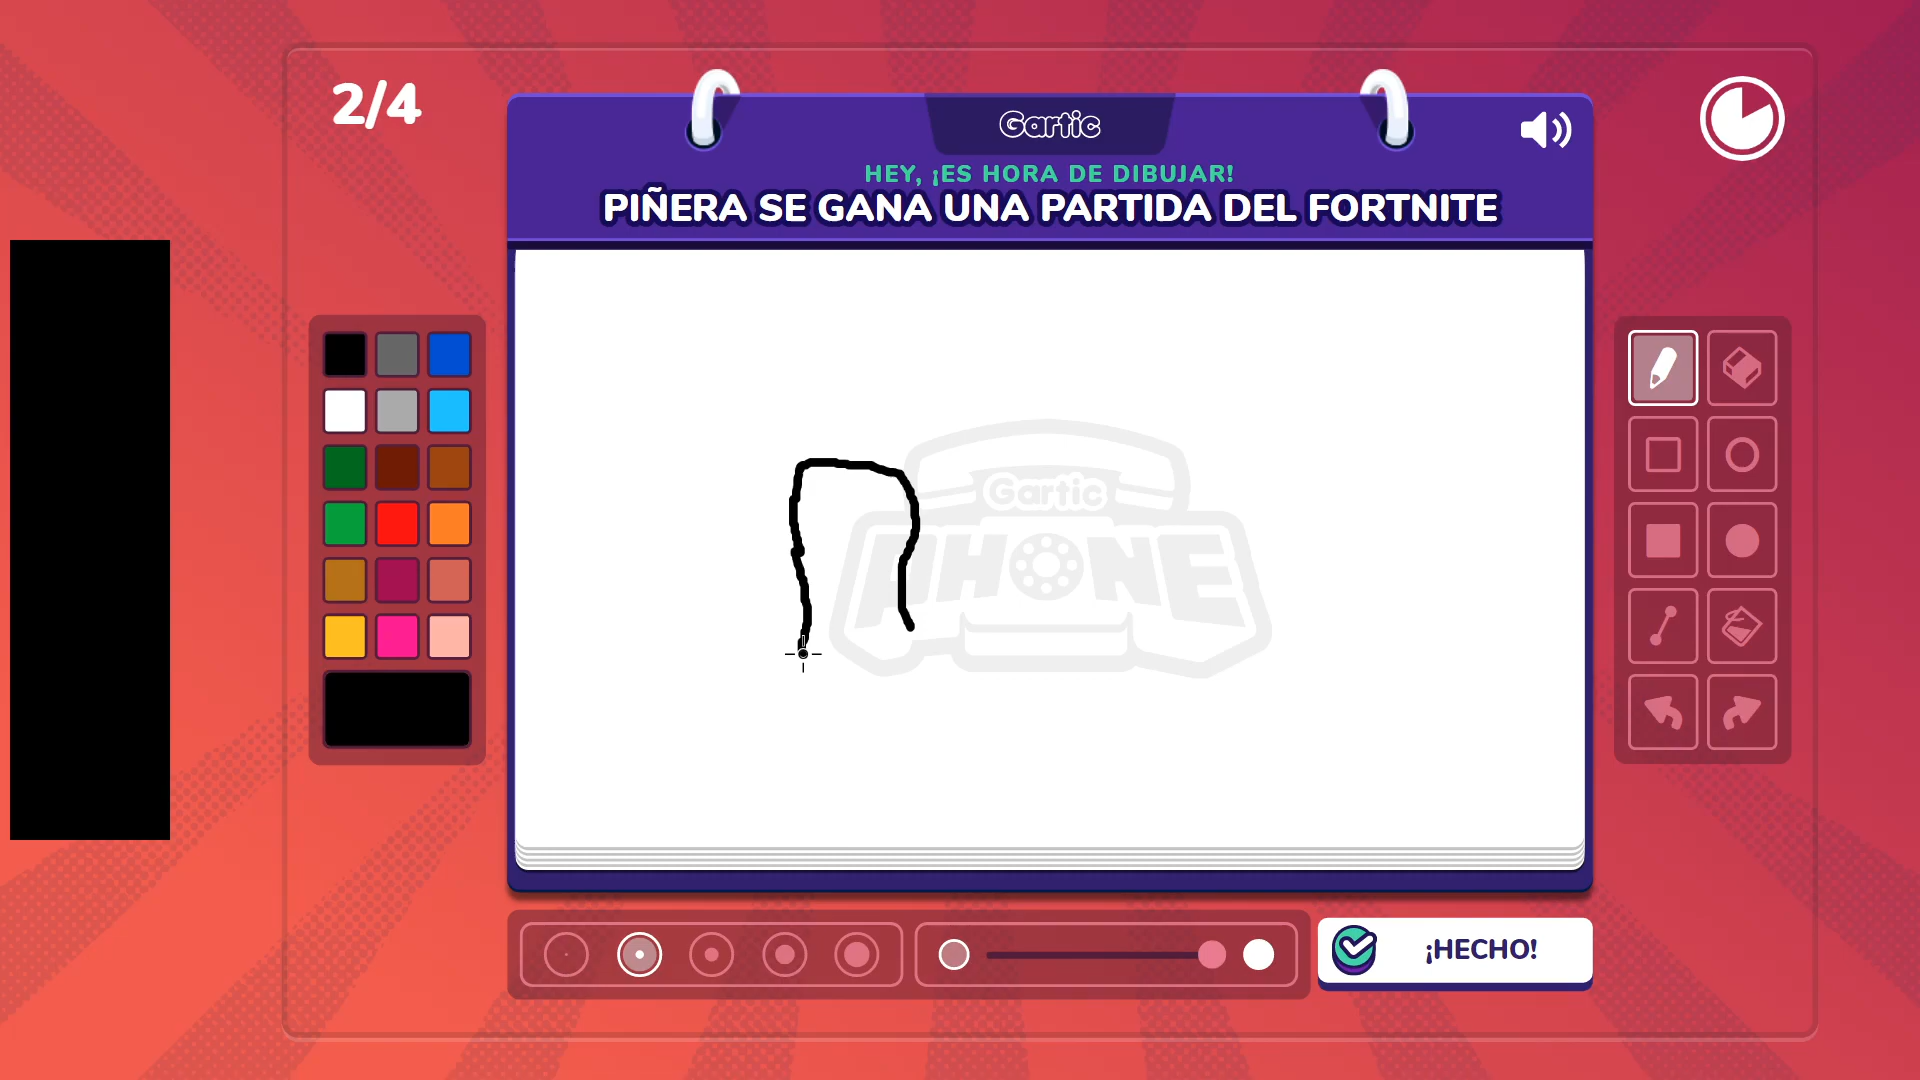 2/4
Gartic
HEY, ¡ES HORA DE DIBUJAR!
PIÑERA SE GANA UNA PARTIDA DEL FORTNITE
Gartic
PHONE
¡HECHO!